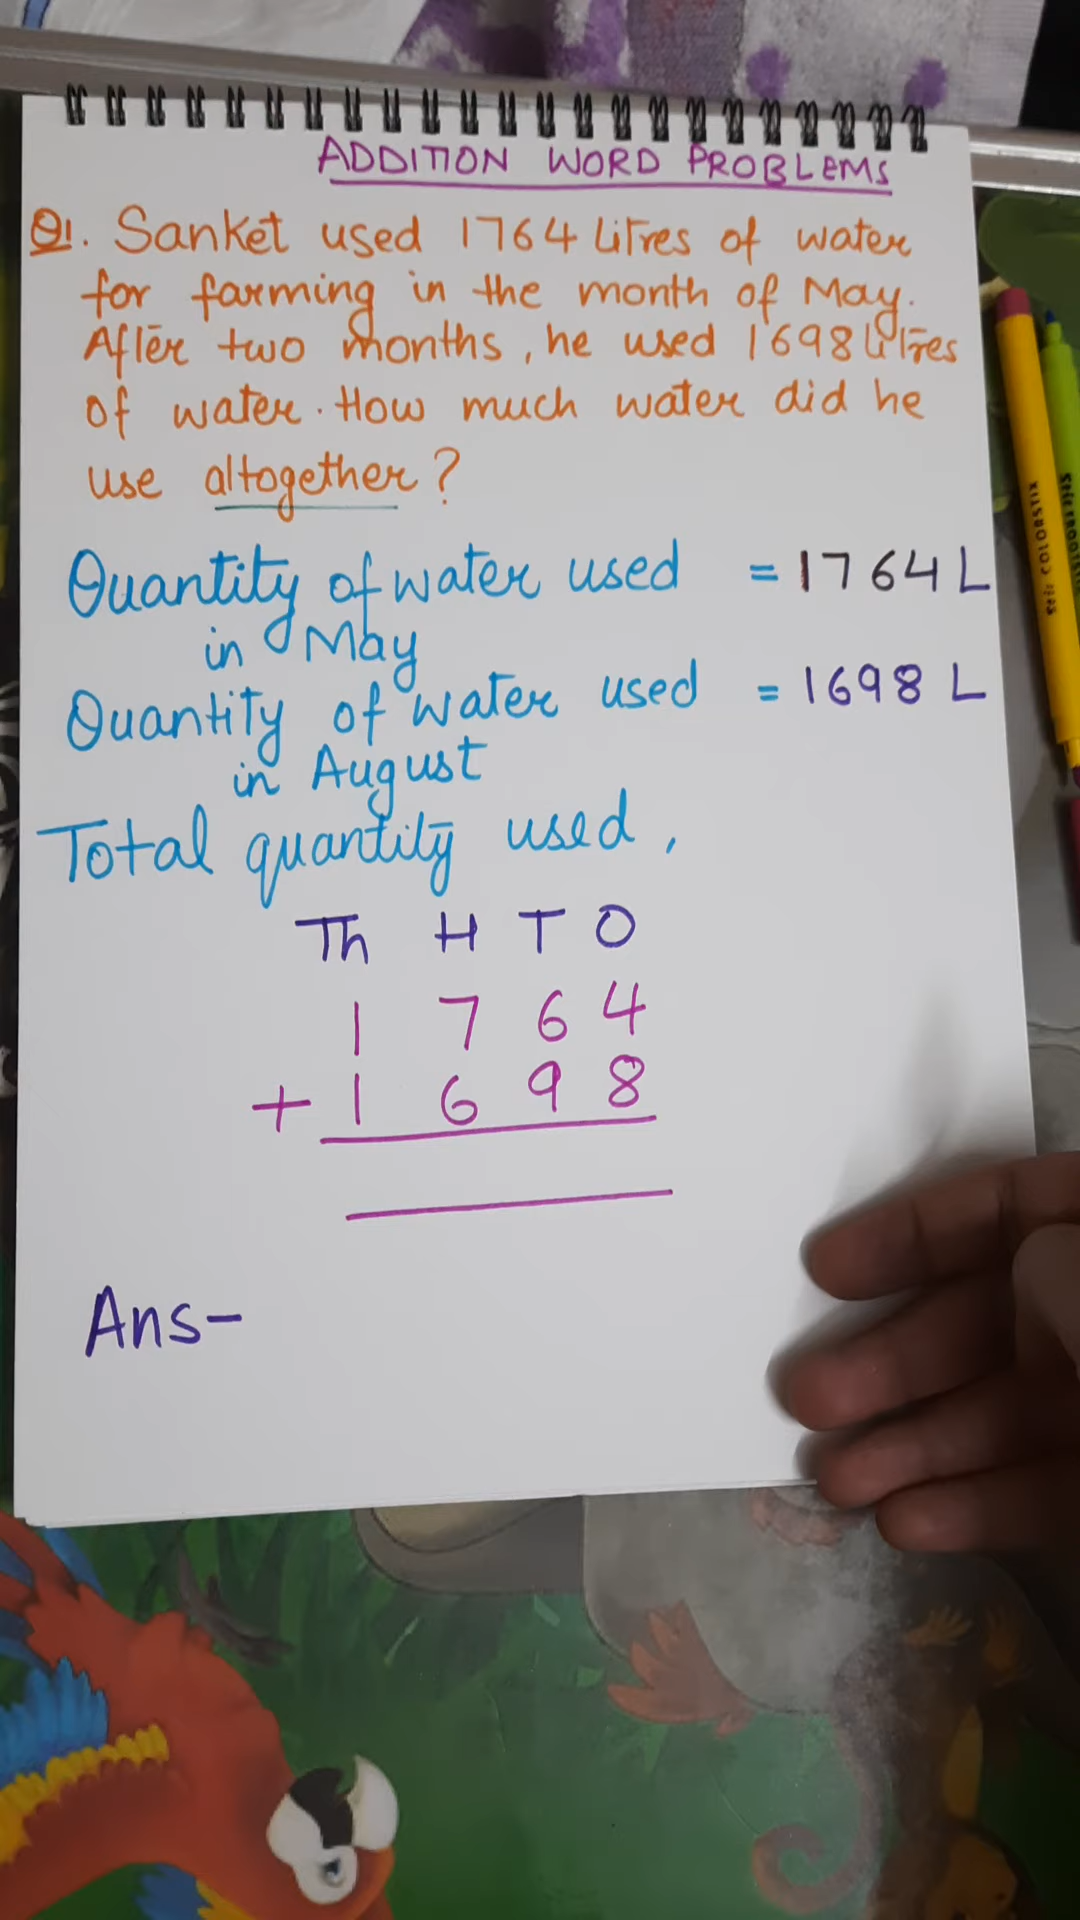 ADDITION WORD PROBLEMS
Q1. Sanket used 1764 Litres of water
for farming in the month of May.
After two months, he used 1698 Litres
of water. How much water did he
use altogether?
Quantity of water used = 1764 L
in May
Quantity of water used = 1698 L
in August
Total quantity used,
Th H T O
1 7 6 4
+ 1 6 9 8
Ans-
COLORSTIX